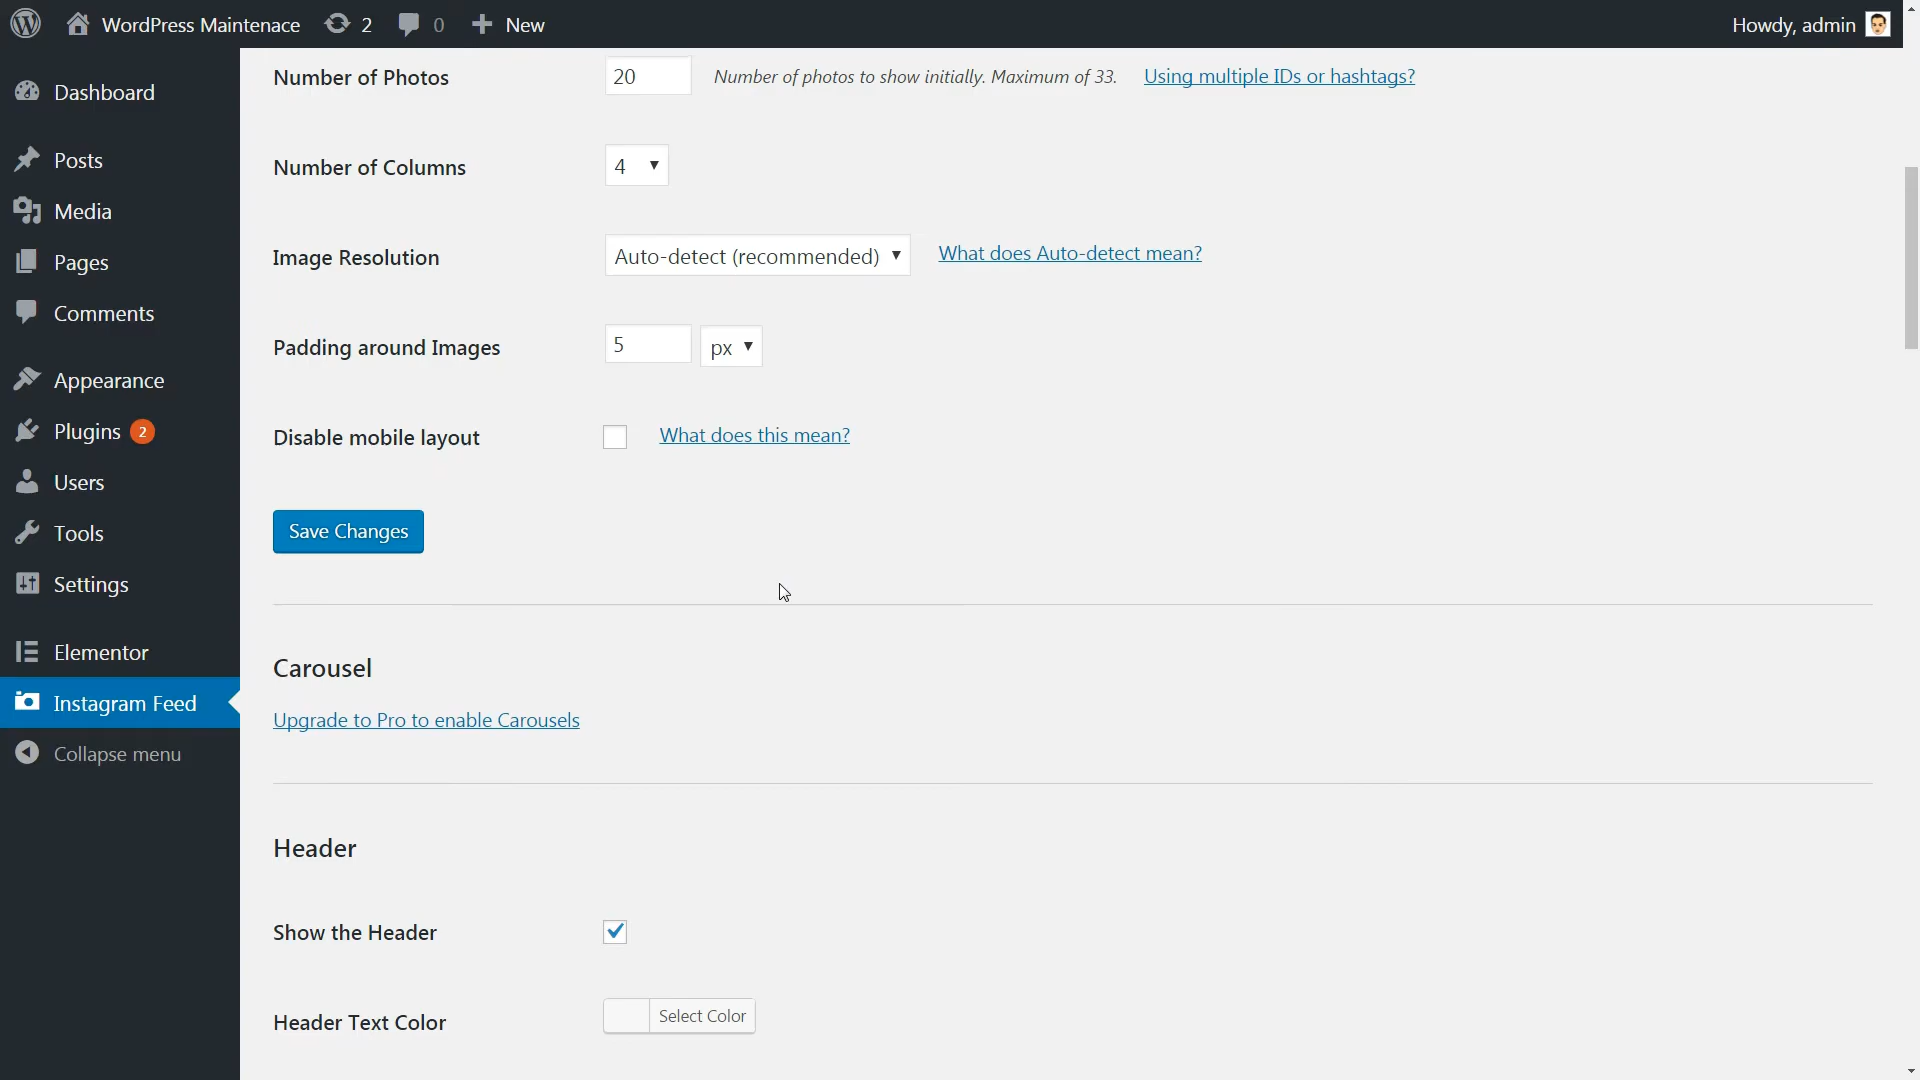 WordPress Maintenace 2 0 New Howdy, admin
Dashboard
Posts
Media
Pages
Comments
Appearance
Plugins 2
Users
Tools
Settings
Elementor
Instagram Feed
Collapse menu
Number of Photos 20 Number of photos to show initially. Maximum of 33. Using multiple IDs or hashtags?
Number of Columns 4
Image Resolution Auto-detect (recommended) What does Auto-detect mean?
Padding around Images 5 px
Disable mobile layout What does this mean?
Save Changes
Carousel
Upgrade to Pro to enable Carousels
Header
Show the Header
Header Text Color Select Color